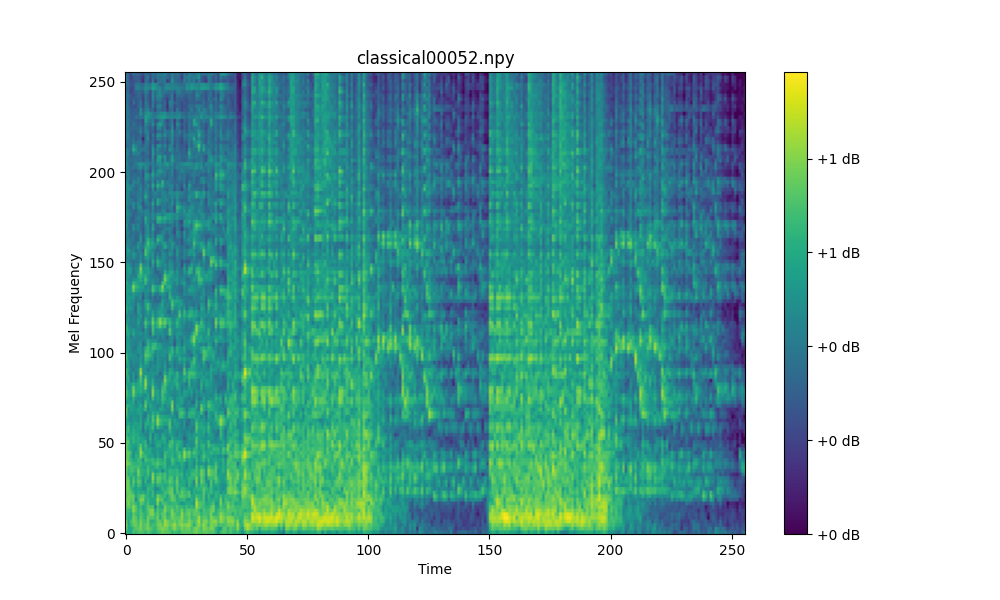 classical00052.npy
250
200
150
100
50
0
Mel Frequency
0 50 100 150 200 250
Time
+1 dB
+1 dB
+0 dB
+0 dB
+0 dB